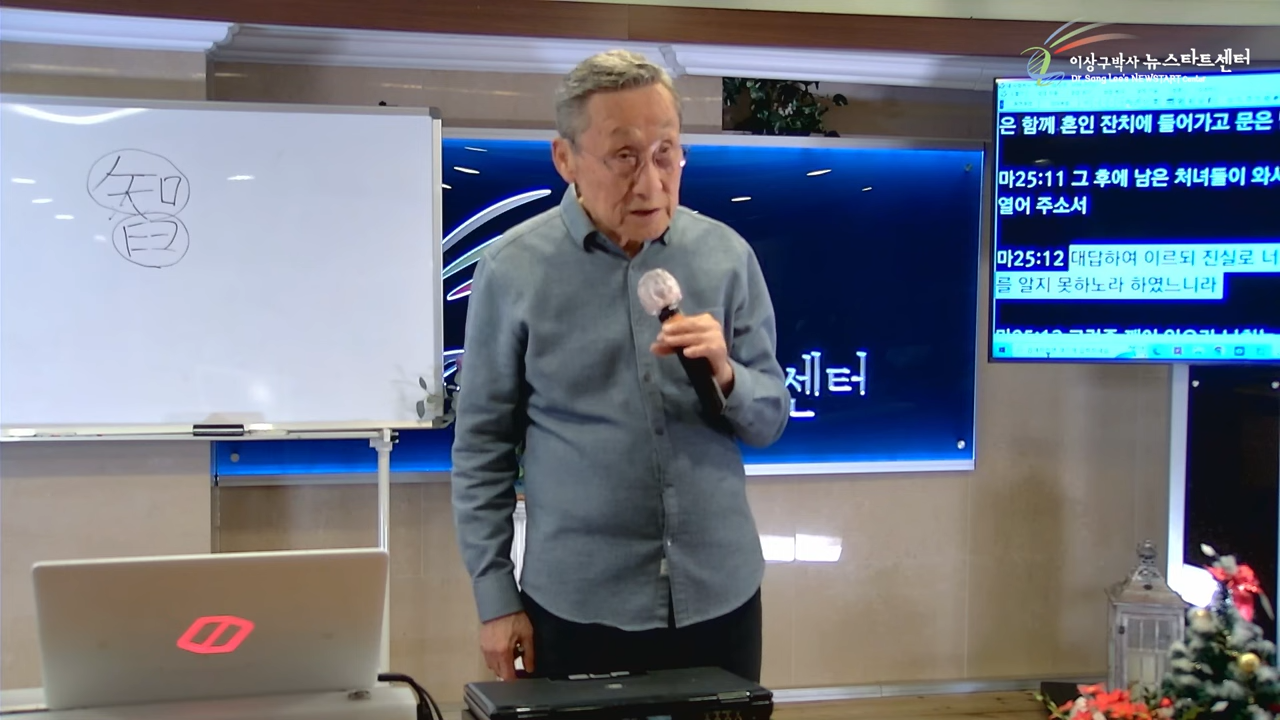 이상구박사 뉴스타트센터
Dr. Sang Lee's NEWSTART Center
智
은 함께 혼인 잔치에 들어가고 문은
마25:11 그 후에 남은 처녀들이 와서
열어 주소서
마25:12 대답하여 이르되 진실로 너
를 알지 못하노라 하였느니라
센터